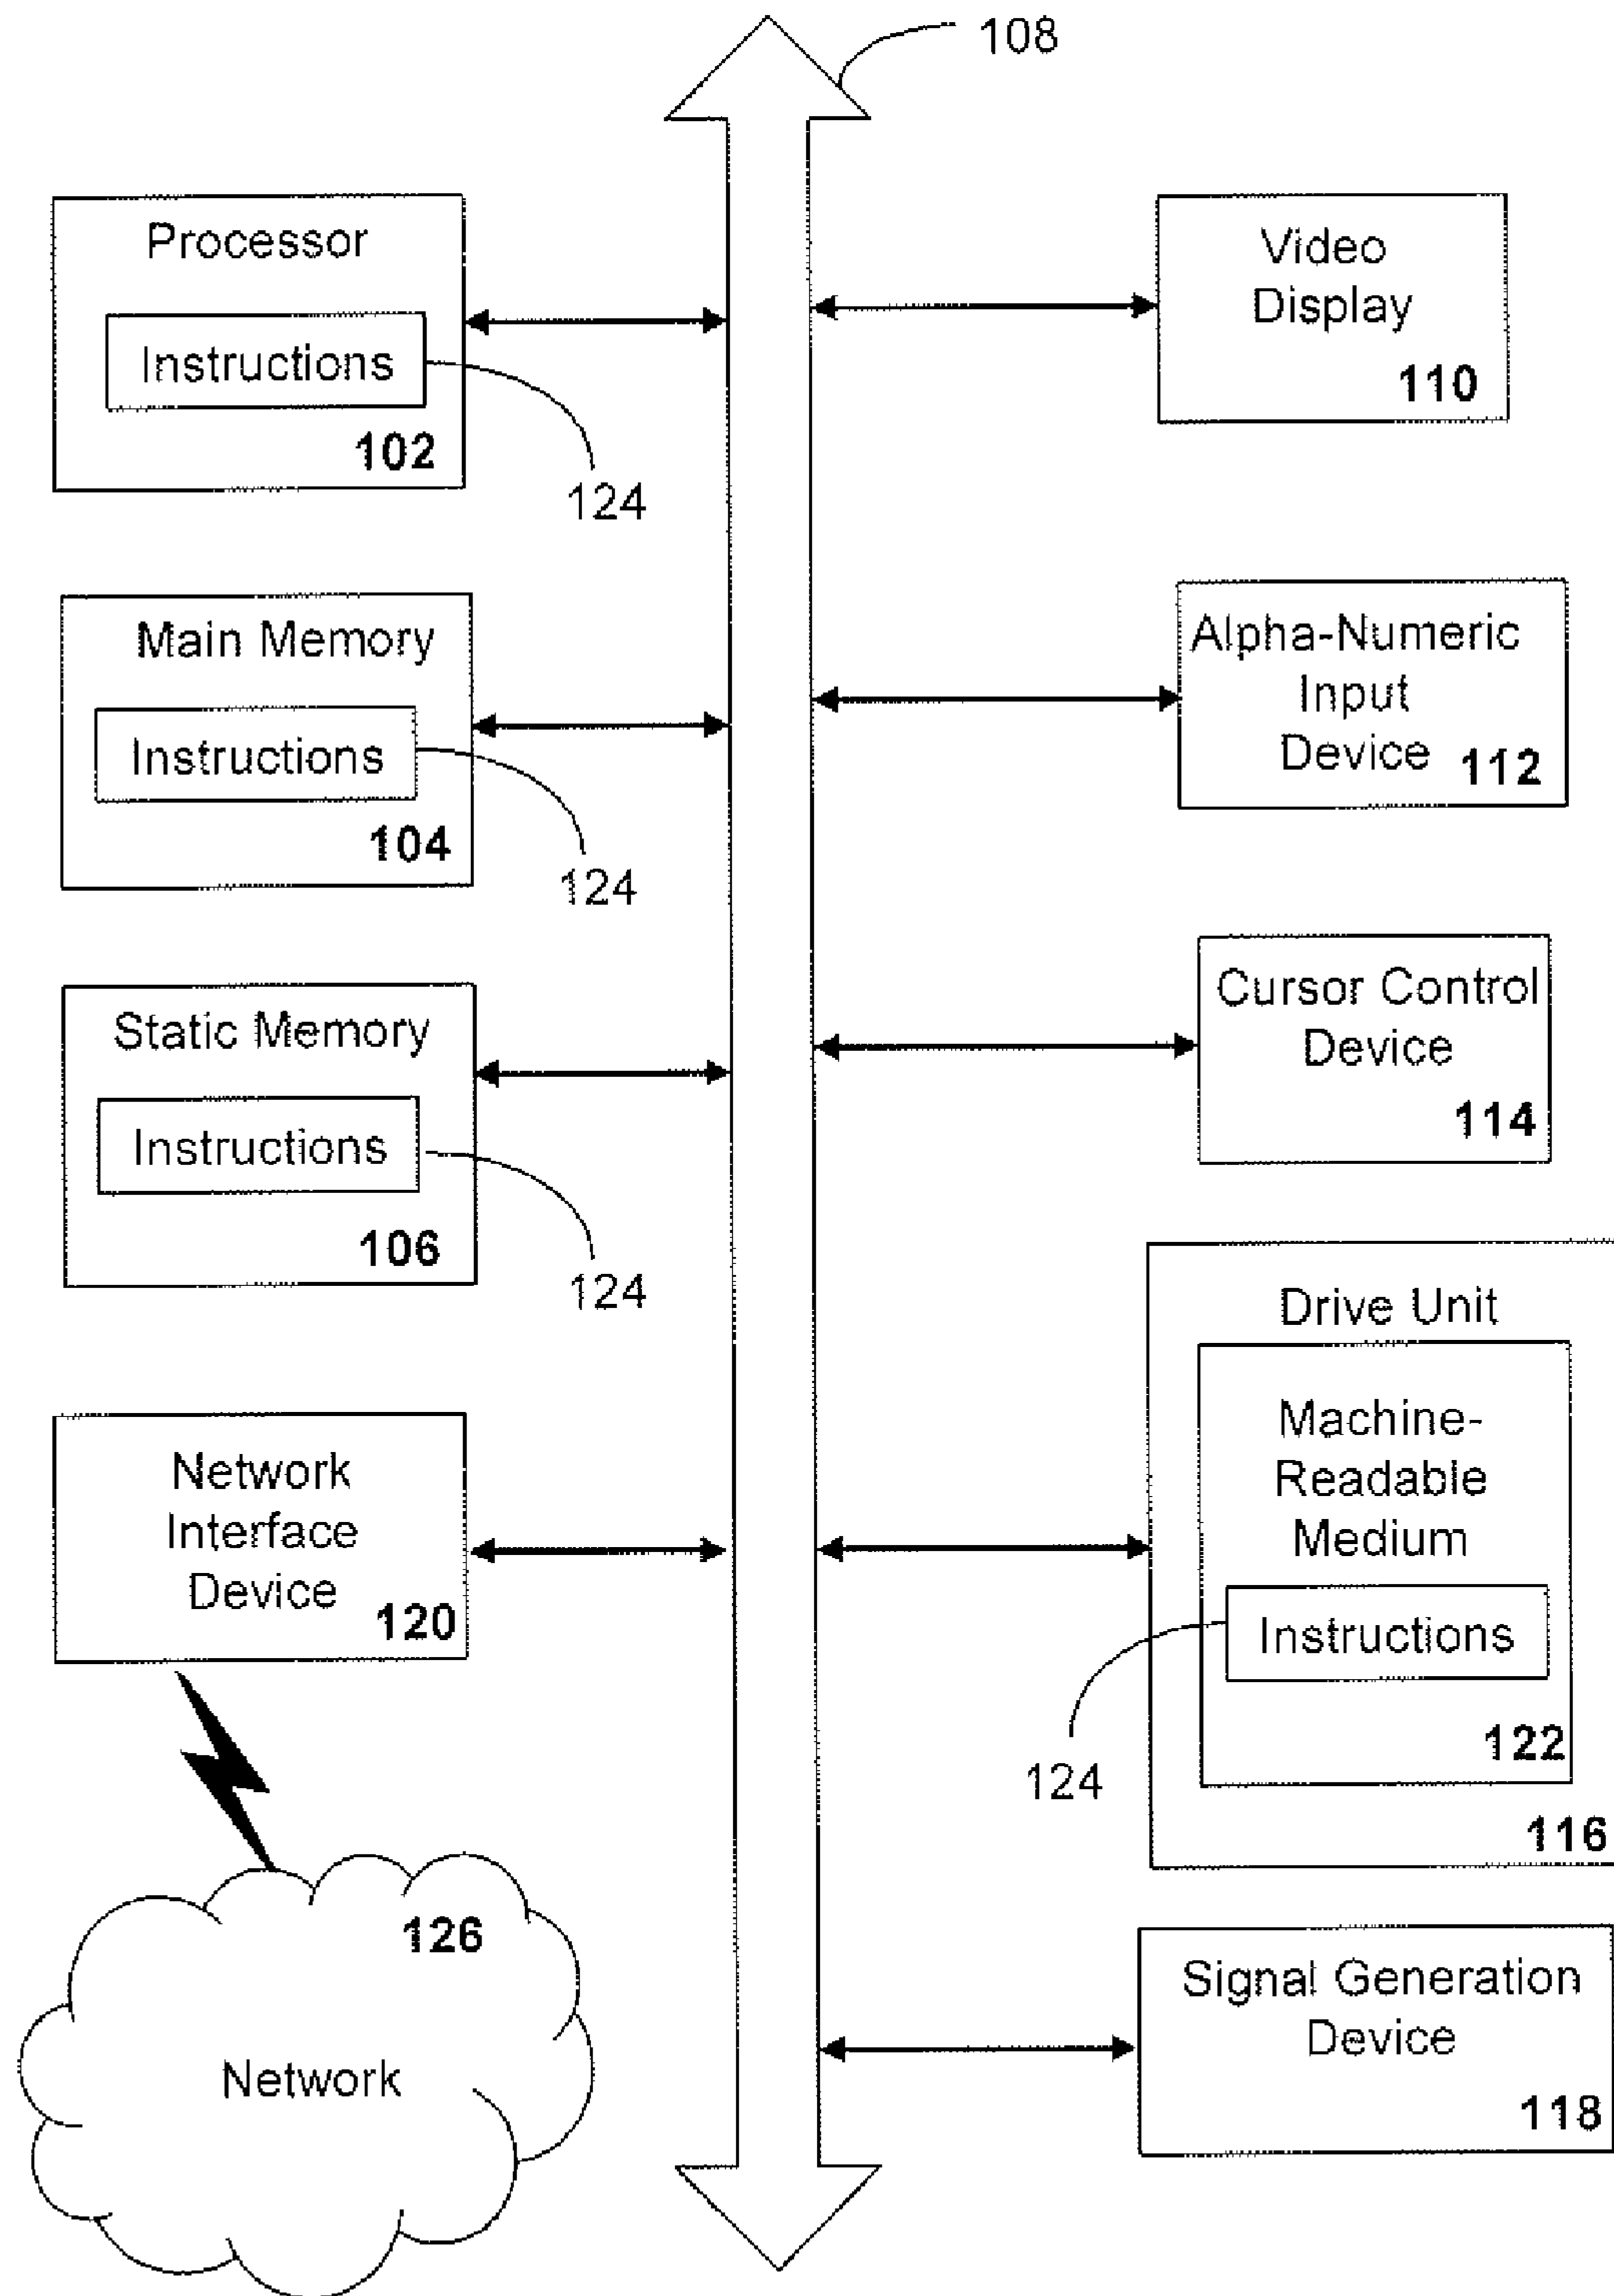 108
Processor
Instructions
102
124
Main Memory
Instructions
104
124
Static Memory
Instructions
106
124
Network
Interface
Device
120
126
Network
Video
Display
110
Alpha-Numeric
Input
Device 112
Cursor Control
Device
114
Drive Unit
Machine-
Readable
Medium
Instructions
122
124
116
Signal Generation
Device
118